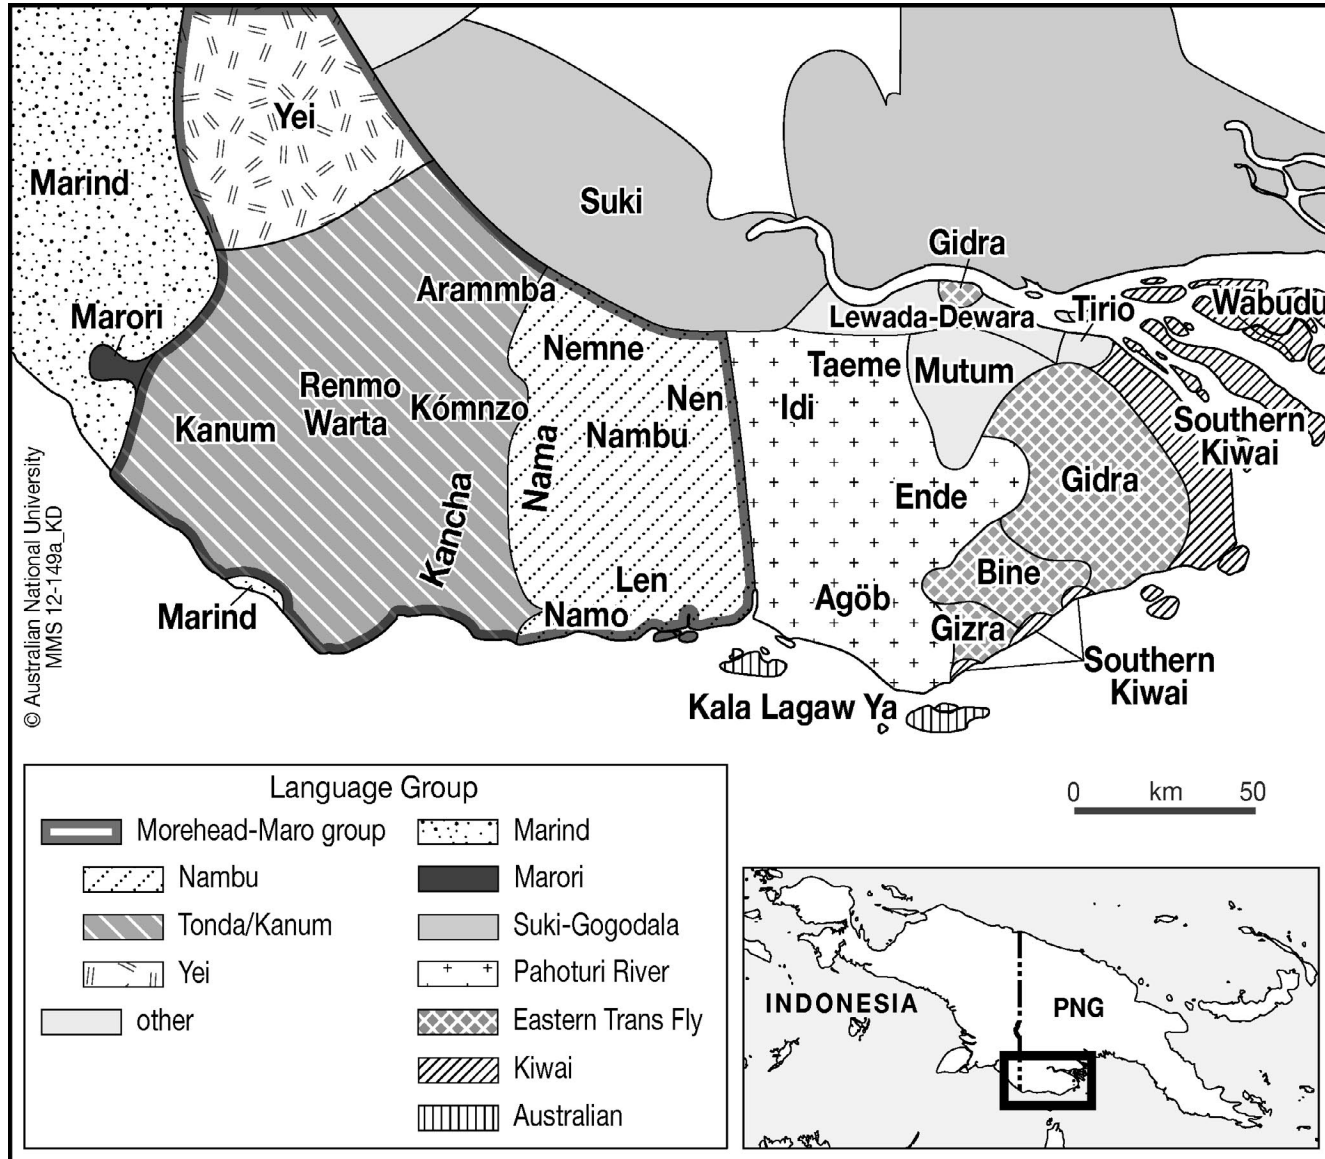 Yei
Marind
Suki
Gidra
Arammba
Marori
Lewada-Dewara
Tirio
Wabudu
Nemne
Taeme
Mutum
Renmo
Warta
Kómnzo
Nen
Idi
Kanum
Nambu
Southern
Kiwai
Nama
Kancha
Ende
Gidra
Len
Namo
Agöb
Bine
Gizra
Marind
Southern
Kiwai
Kala Lagaw Ya
© Australian National University
MMS 12-149a_KD
0 km 50
Language Group
Morehead-Maro group
Nambu
Tonda/Kanum
Yei
other
Marind
Marori
Suki-Gogodala
Pahoturi River
Eastern Trans Fly
Kiwai
Australian
INDONESIA
PNG